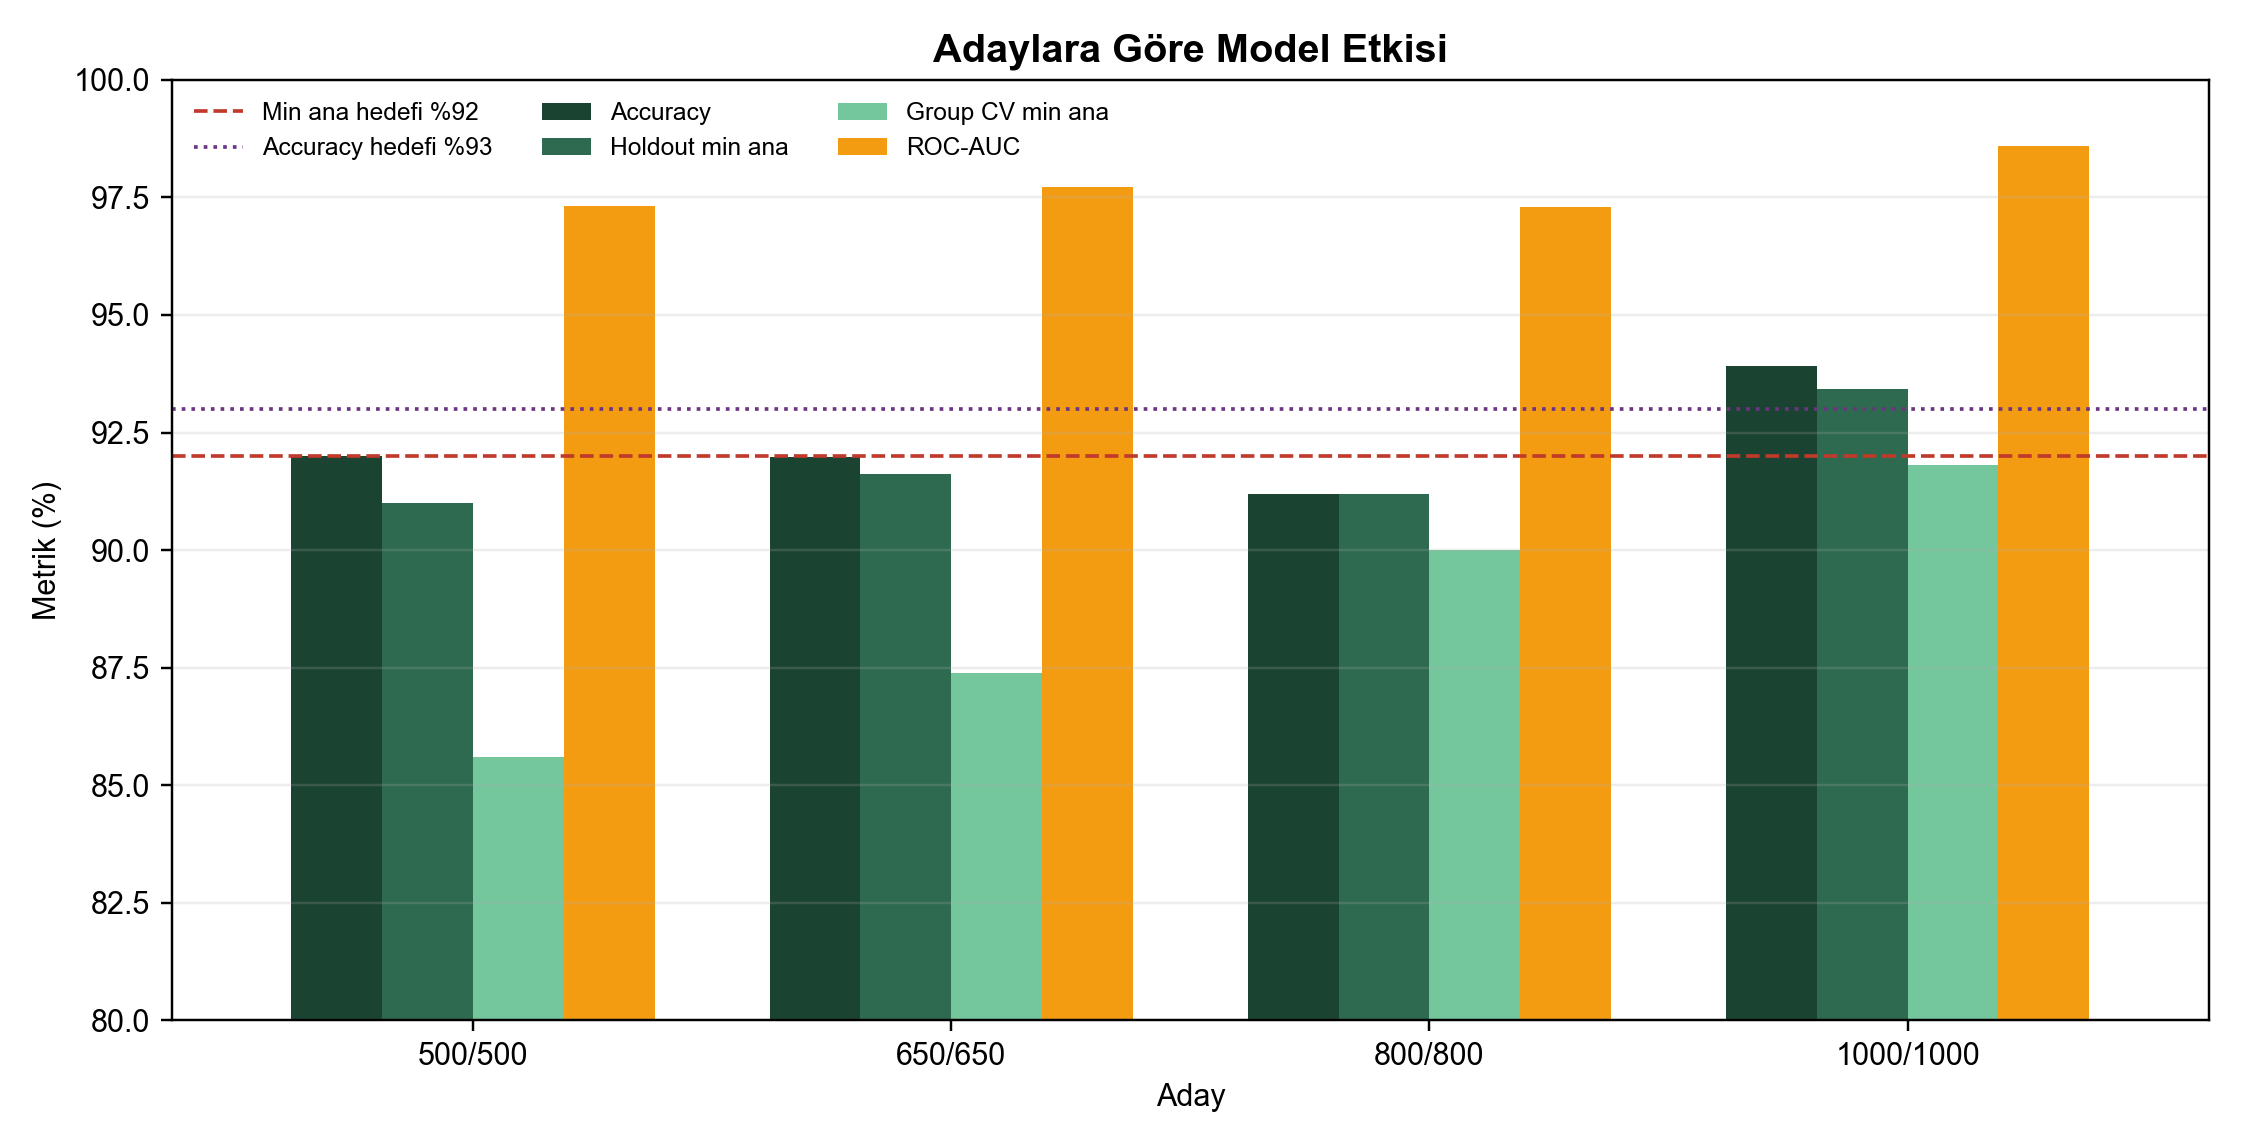 Adaylara Göre Model Etkisi
Min ana hedefi %92
Accuracy hedefi %93
Accuracy
Holdout min ana
Group CV min ana
ROC-AUC
Metrik (%)
100.0
97.5
95.0
92.5
90.0
87.5
85.0
82.5
80.0
500/500
650/650
800/800
1000/1000
Aday